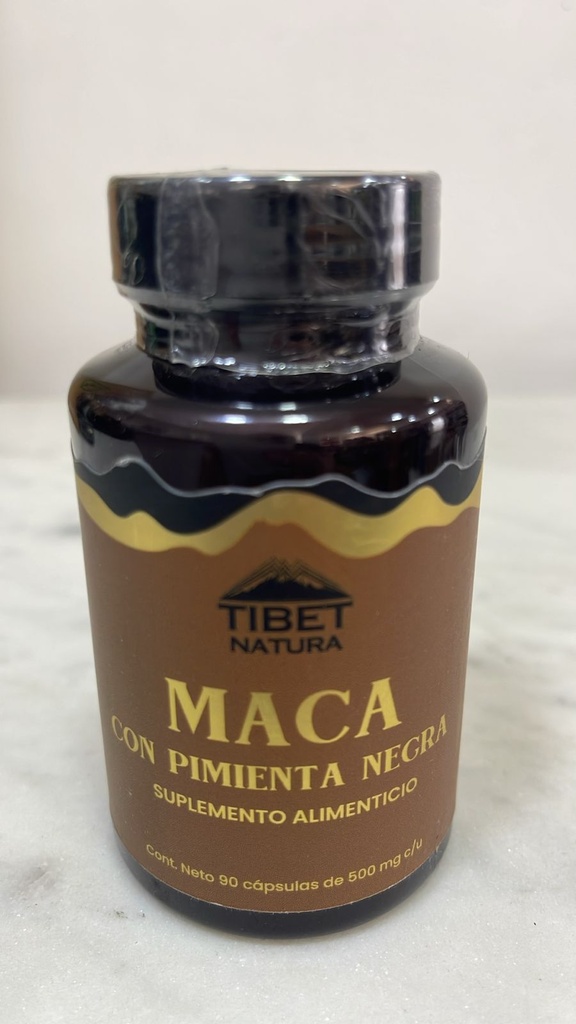 TIBET
NATURA
MACA
CON PIMIENTA NEGRA
SUPLEMENTO ALIMENTICIO
Cont. Neto 90 cápsulas de 500 mg c/u